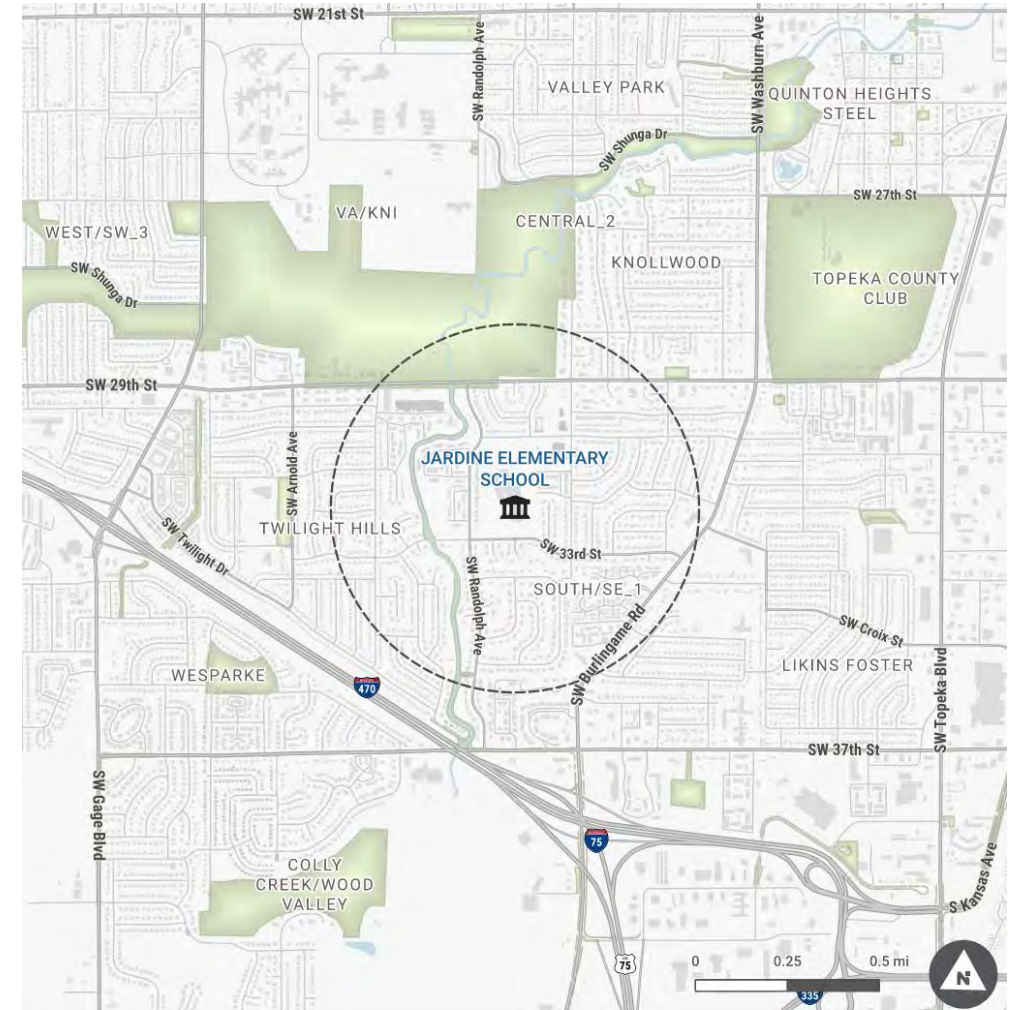 SW 21st St
SW Randolph Ave
VALLEY PARK
SW Washburn Ave
QUINTON HEIGHTS
STEEL
SW Shunga Dr
SW 27th St
VA/KNI
CENTRAL_2
WEST/SW_3
KNOLLWOOD
SW Shunga Dr
TOPEKA COUNTY
CLUB
SW 29th St
SW Arnold Ave
JARDINE ELEMENTARY
SCHOOL
TWILIGHT HILLS
SW Twilight Dr
SW 33rd St
SW Randolph Ave
SOUTH/SE_1
SW Burlingame Rd
SW Croix St
LIKINS FOSTER
WESPARKE
470
SW Topeka Blvd
SW 37th St
SW Gage Blvd
75
COLLY
CREEK/WOOD
VALLEY
S Kansas Ave
75
0 0.25 0.5 mi
N
335